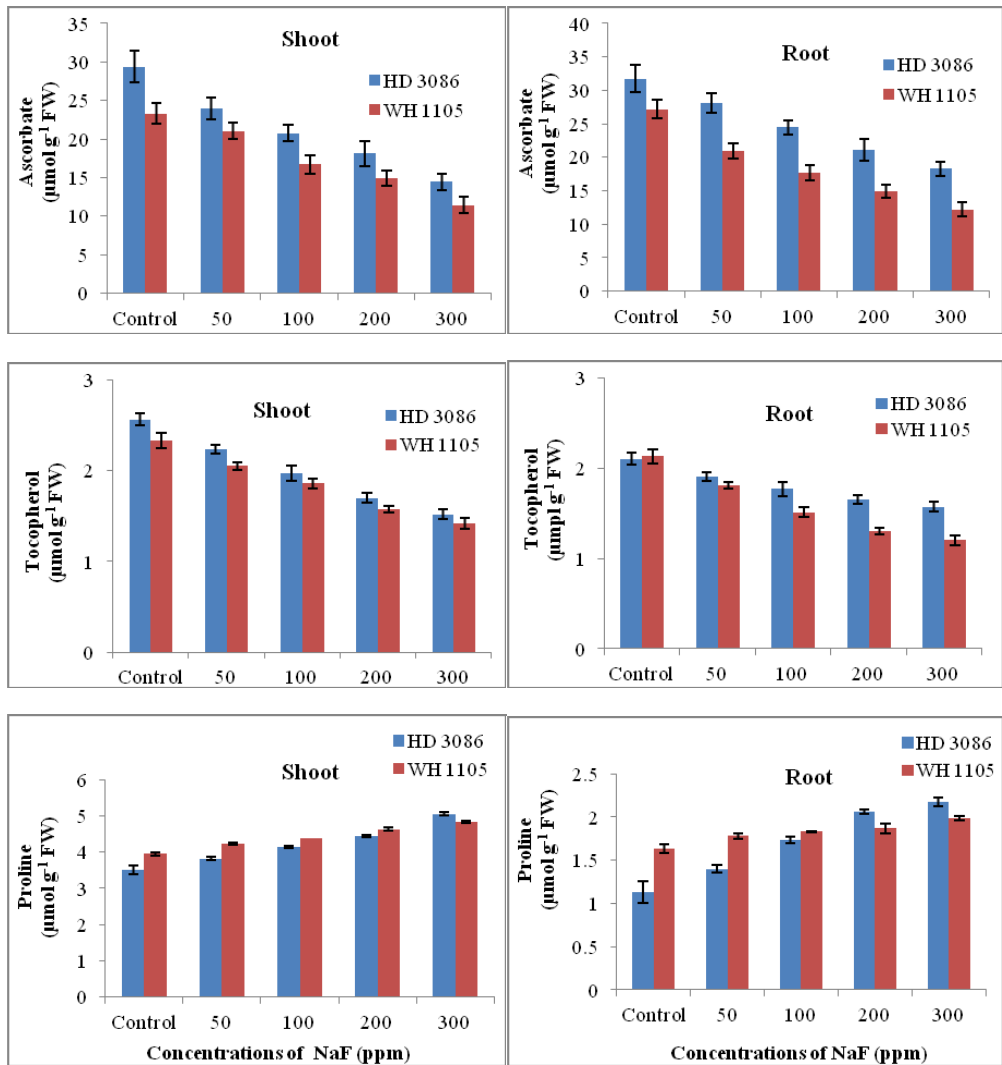 Shoot
Ascorbate
(µmol g-1 FW)
35
30
25
20
15
10
5
0
HD 3086
WH 1105
Control 50 100 200 300
Root
Ascorbate
(µmol g-1 FW)
40
35
30
25
20
15
10
5
0
HD 3086
WH 1105
Control 50 100 200 300
Shoot
Tocopherol
(µmol g-1 FW)
3
2
1
0
HD 3086
WH 1105
Control 50 100 200 300
Root
Tocopherol
(µmpl g-1 FW)
3
2
1
0
HD 3086
WH 1105
Control 50 100 200 300
HD 3086
WH 1105
Shoot
Proline
(µmol g-1 FW)
6
5
4
3
2
1
0
Control 50 100 200 300
Concentrations of NaF (ppm)
HD 3086
WH 1105
Root
Proline
(µmol g-1 FW)
2.5
2
1.5
1
0.5
0
Control 50 100 200 300
Concentrations of NaF (ppm)